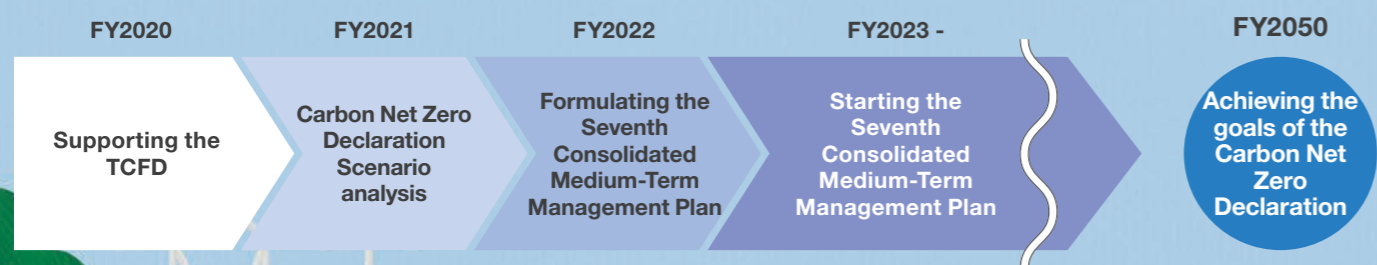 FY2020
FY2021
FY2022
FY2023 -
FY2050
Supporting the
TCFD
Carbon Net Zero
Declaration
Scenario
analysis
Formulating the
Seventh
Consolidated
Medium-Term
Management Plan
Starting the
Seventh
Consolidated
Medium-Term
Management Plan
Achieving the
goals of the
Carbon Net
Zero
Declaration